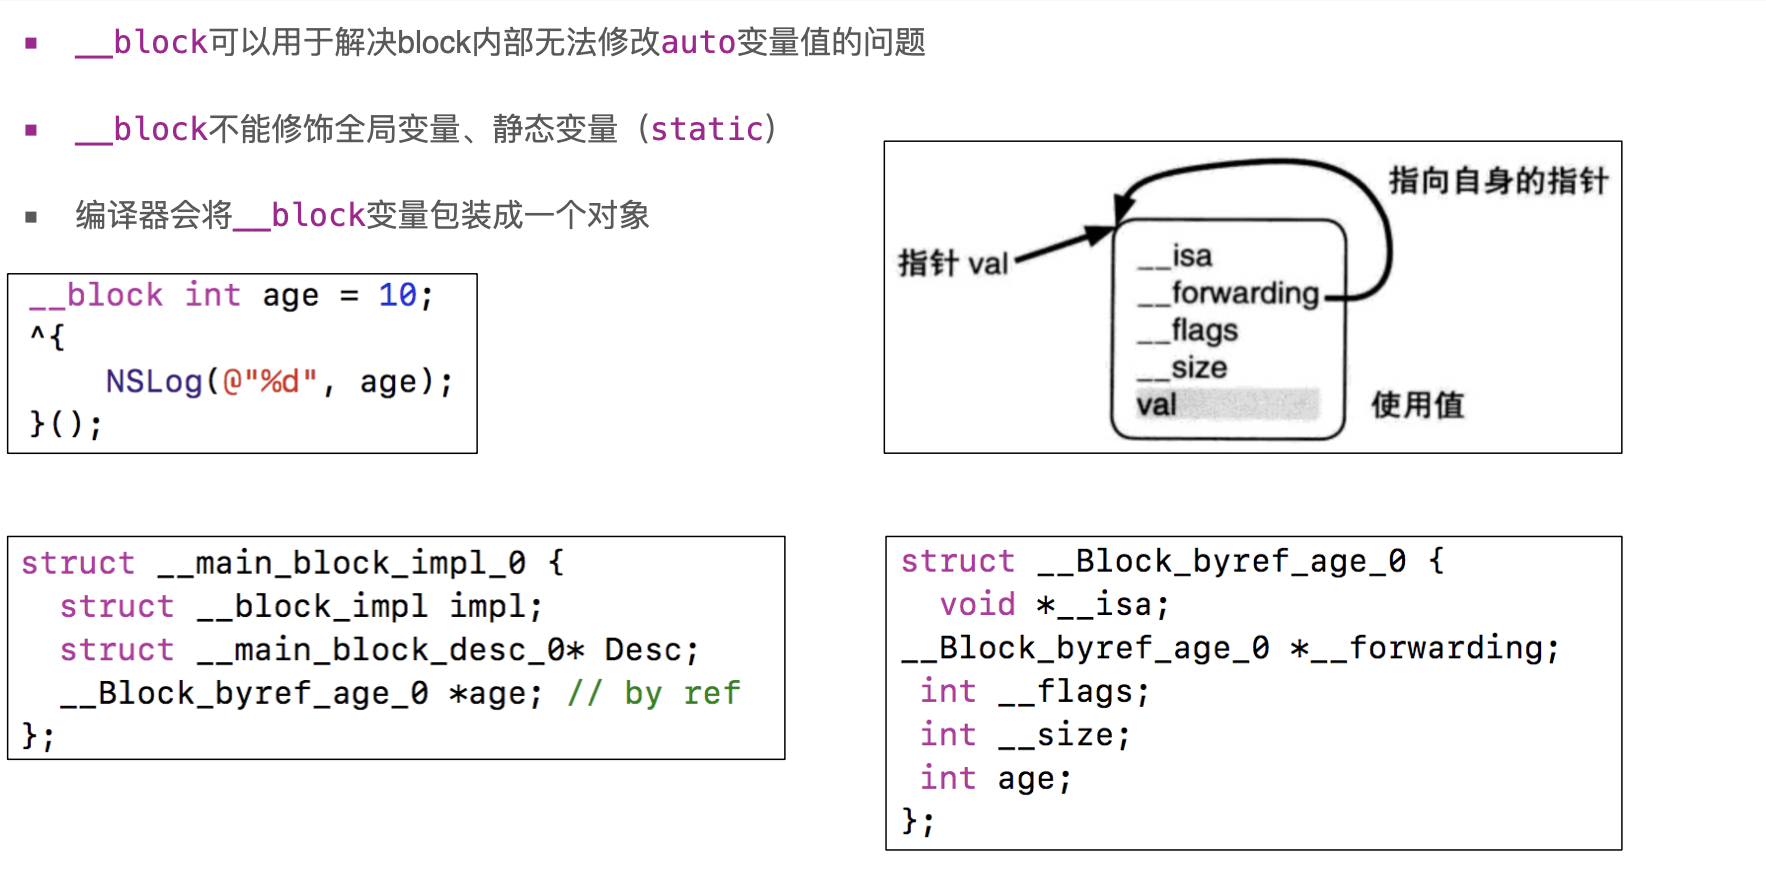 __block可以用于解决block内部无法修改auto变量值的问题
__block不能修饰全局变量、静态变量（static）
编译器会将__block变量包装成一个对象
__block int age = 10;
^{
    NSLog(@"%d", age);
}();
指向自身的指针
指针 val
__isa
__forwarding
__flags
__size
val
使用值
struct __main_block_impl_0 {
  struct __block_impl impl;
  struct __main_block_desc_0* Desc;
  __Block_byref_age_0 *age; // by ref
};
struct __Block_byref_age_0 {
  void *__isa;
__Block_byref_age_0 *__forwarding;
 int __flags;
 int __size;
 int age;
};